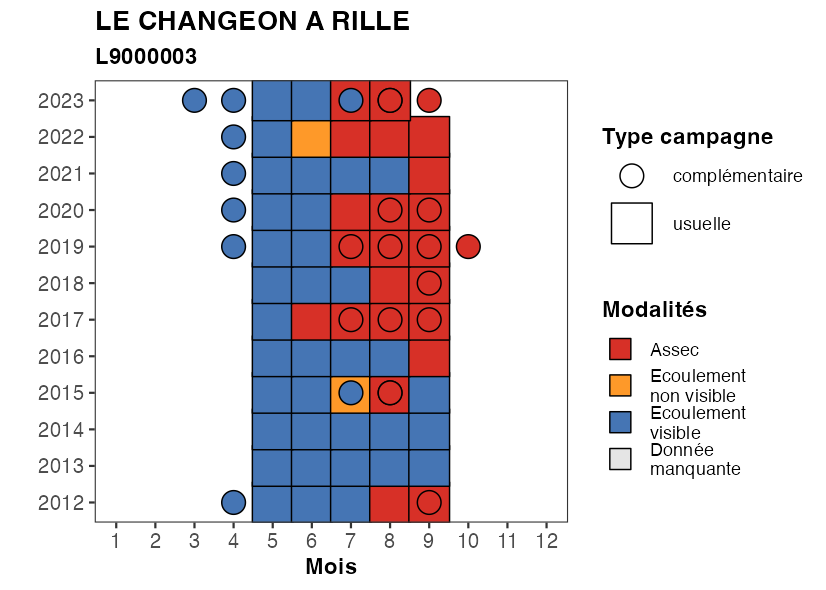 LE CHANGEON A RILLE
L9000003
2023
2022
2021
2020
2019
2018
2017
2016
2015
2014
2013
2012
1 2 3 4 5 6 7 8 9 10 11 12
Mois
Type campagne
complémentaire
usuelle
Modalités
Assec
Ecoulement
non visible
Ecoulement
visible
Donnée
manquante